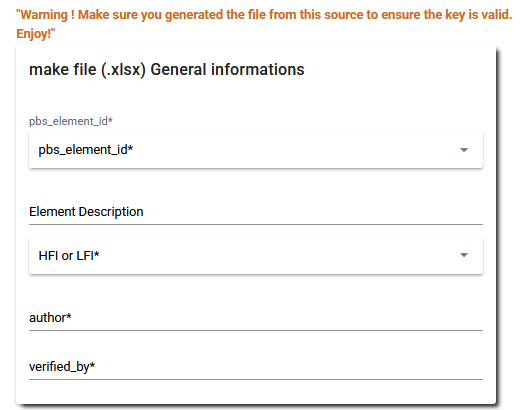 "Warning ! Make sure you generated the file from this source to ensure the key is valid.
Enjoy!"
make file (.xlsx) General informations
pbs_element_id*
pbs_element_id*
Element Description
HFI or LFI*
author*
verified_by*